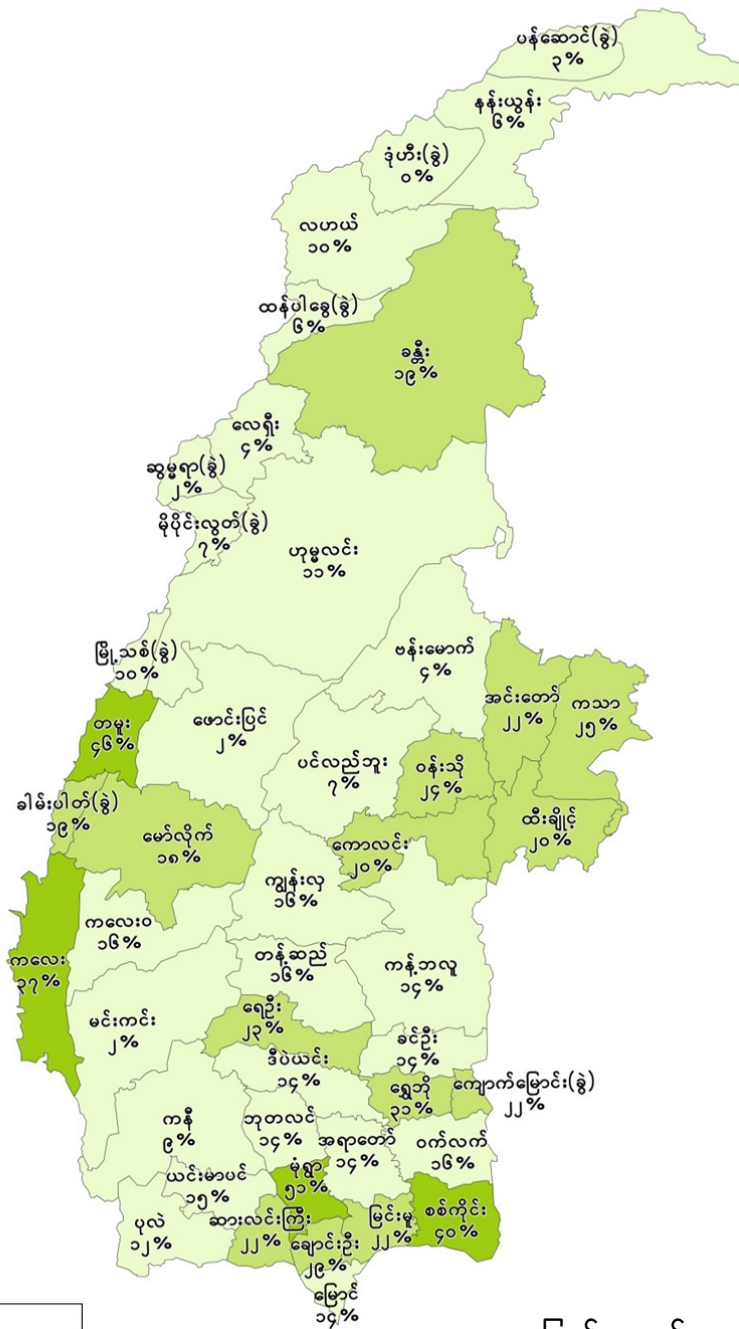 ပန်ဆောင်(ခွဲ)
၃%
နန်းယွန်း
၆%
ဒုံဟီး(ခွဲ)
၀%
လဟယ်
၁၀%
ထန်ပါခွေ(ခွဲ)
၆%
ခန္တီး
၁၉%
လေရှီး
၄%
ဆွမ္မရာ(ခွဲ)
၂%
မိုပိုင်းလွတ်(ခွဲ)
၇%
ဟုမ္မလင်း
၁၁%
ဗန်းမောက်
၄%
မြို့သစ်(ခွဲ)
၁၀%
အင်းတော်
၂၂%
ကသာ
၂၅%
တမူး
၄၆%
ဖောင်းပြင်
၂%
ပင်လည်ဘူး
၇%
ဝန်းသို
၂၄%
ခါမ်းပါတ်(ခွဲ)
၁၉%
မော်လိုက်
၁၈%
ကောလင်း
၂၀%
ထီးချိုင့်
၂၀%
ကျွန်းလှ
၁၆%
ကလေးဝ
၁၆%
ကလေး
၃၇%
တန့်ဆည်
၁၆%
ကန့်ဘလူ
၁၄%
မင်းကင်း
၂%
ရေဦး
၂၃%
ခင်ဦး
၁၄%
ဒီပဲယင်း
၁၄%
ရွှေဘို
၃၁%
ကျောက်မြောင်း(ခွဲ)
၂၂%
ကနီ
၉%
ဘုတလင်
၁၄%
အရာတော်
၁၄%
ဝက်လက်
၁၆%
ယင်းမာပင်
၁၅%
မုံရွာ
၅၁%
ပုလဲ
၁၂%
ဆားလင်းကြီး
၂၂%
ချောင်းဦး
၂၉%
မြင်းမူ
၂၂%
စစ်ကိုင်း
၄၀%
မြောင်
၁၄%